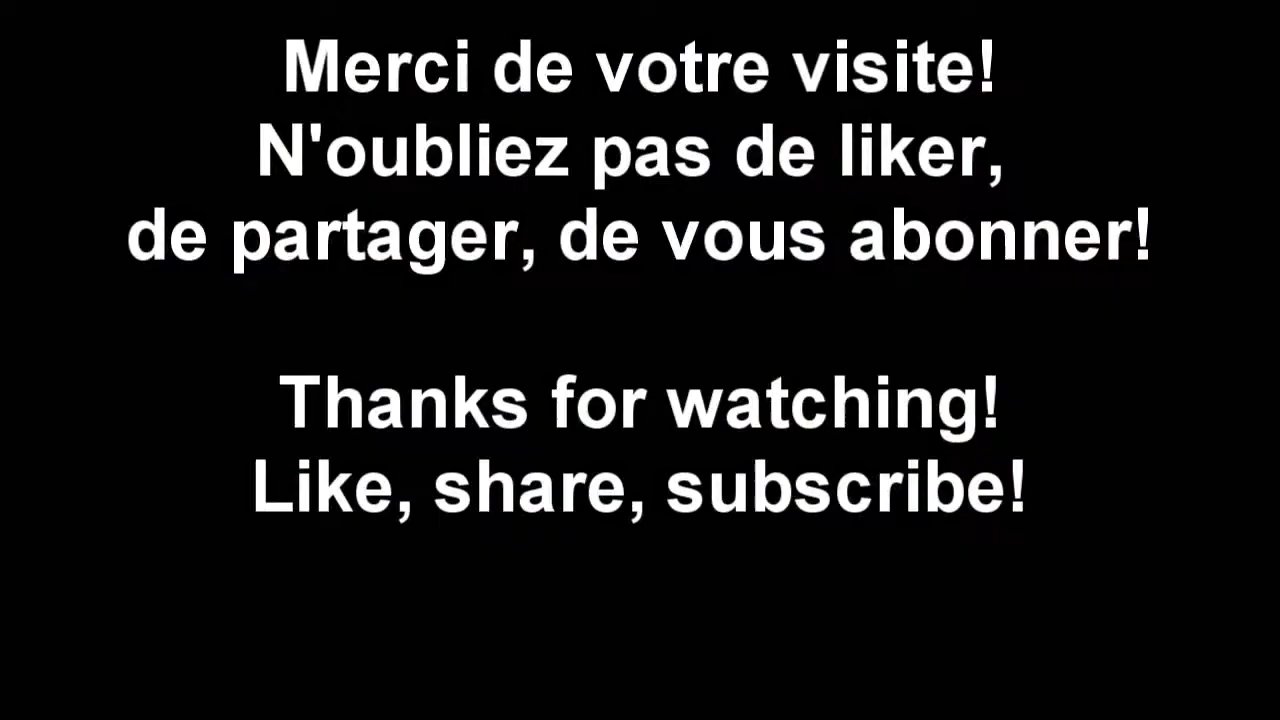 Merci de votre visite!
N'oubliez pas de liker,
de partager, de vous abonner!
Thanks for watching!
Like, share, subscribe!